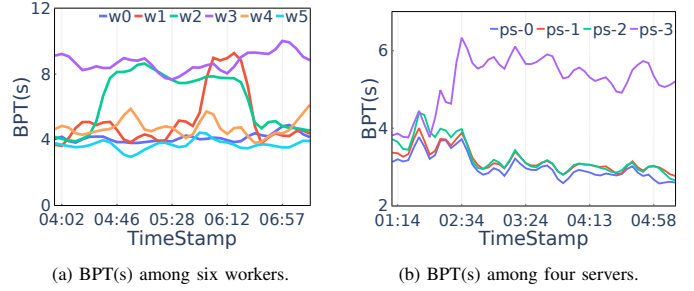 w0 w1 w2 w3 w4 w5
BPT(s)
12
8
4
0
04:02 04:46 05:28 06:12 06:57
TimeStamp
(a) BPT(s) among six workers.
ps-0 ps-1 ps-2 ps-3
BPT(s)
6
4
2
01:14 02:34 03:24 04:13 04:58
TimeStamp
(b) BPT(s) among four servers.